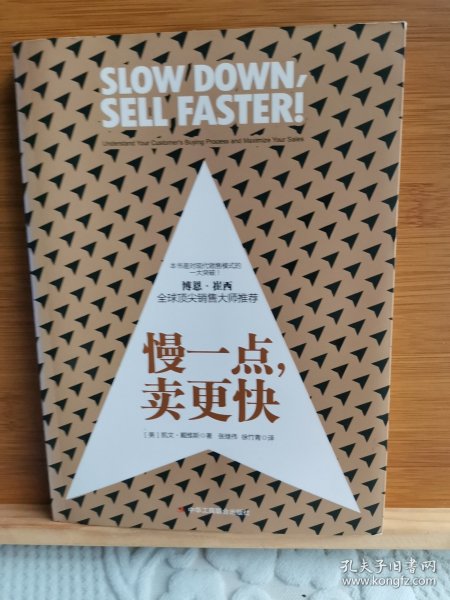 SLOW DOWN,
SELL FASTER!
Understand Your Customer's Buying Process and Maximize Your Sales
本书是对现代销售模式的
一大突破！
博恩·崔西
全球顶尖销售大师推荐
慢一点,
卖更快
[美] 凯文·戴维斯◎著 张继伟 徐竹青◎译
中华工商联合出版社
孔夫子旧书网
www.kongfz.com